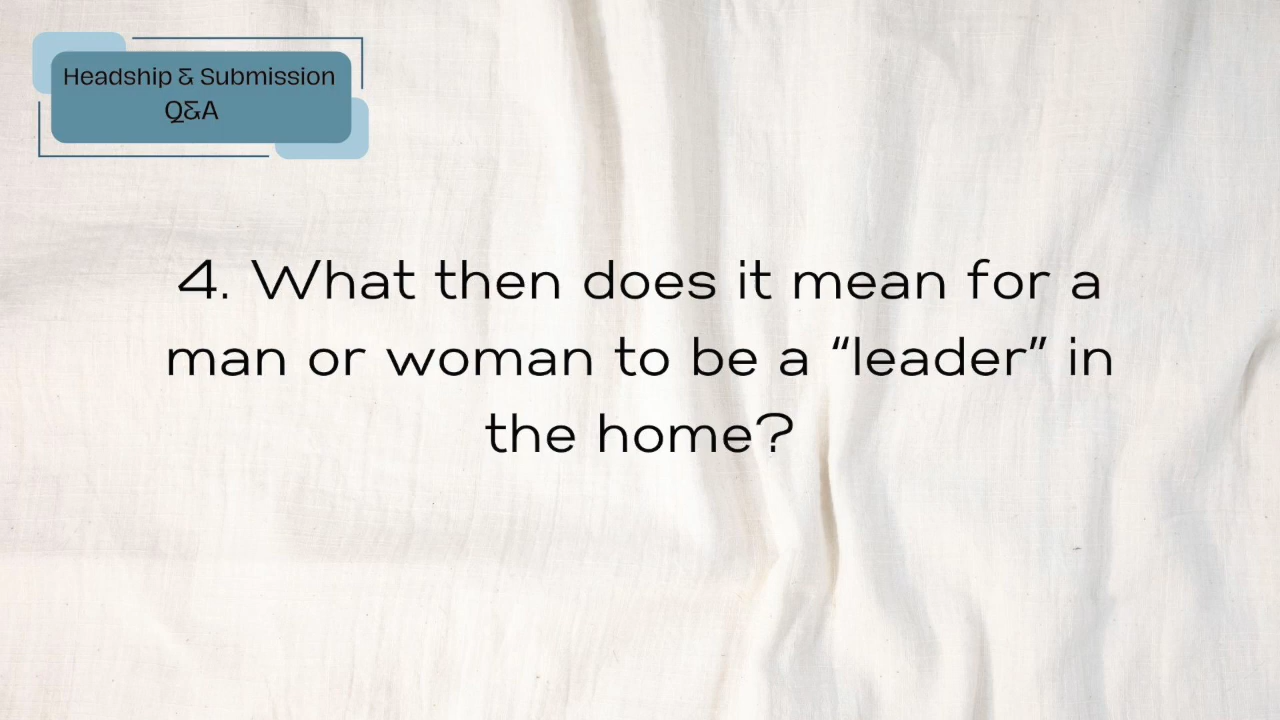 Headship & Submission
Q&A
4. What then does it mean for a
man or woman to be a “leader” in
the home?